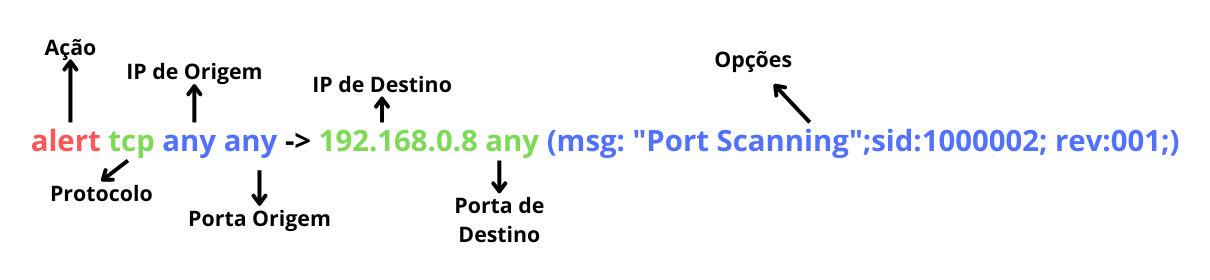 Ação
Opções
IP de Origem
IP de Destino
alert tcp any any -> 192.168.0.8 any (msg: "Port Scanning";sid:1000002; rev:001;)
Protocolo
Porta Origem
Porta de
Destino